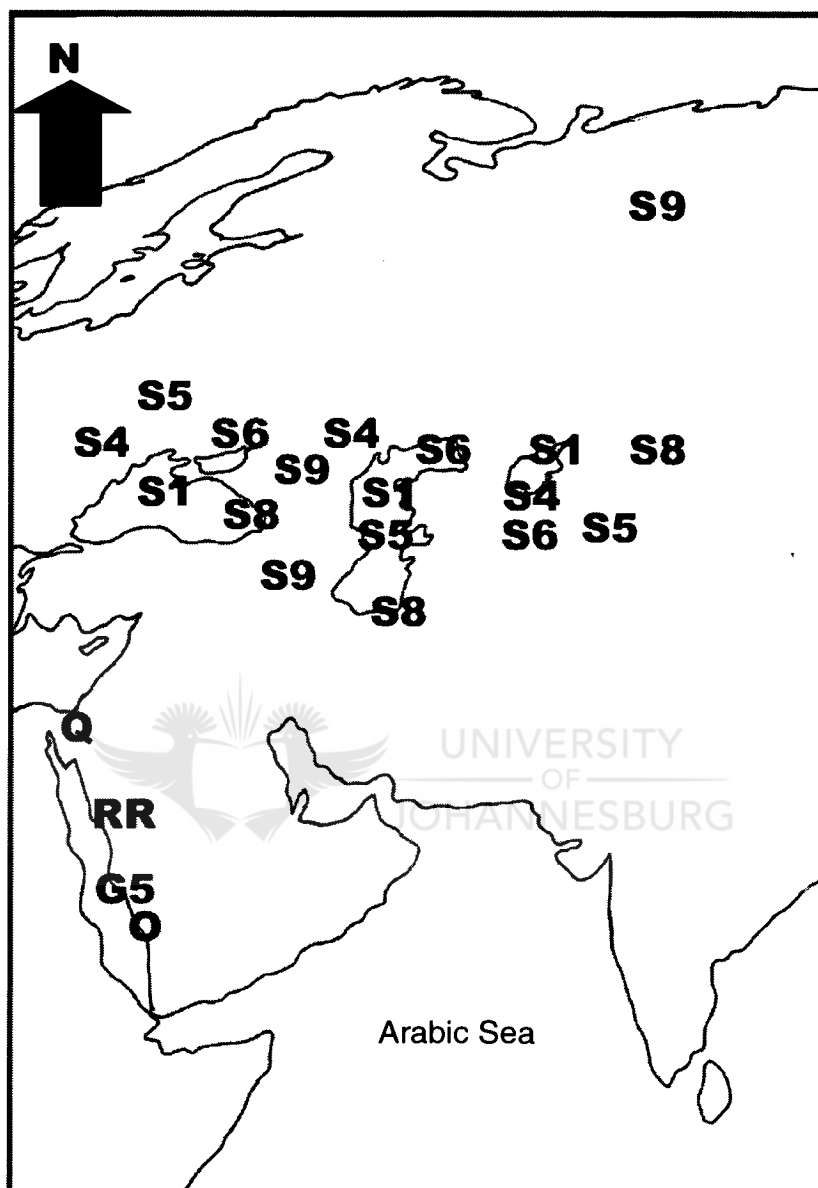 N
S9
S5
S4 S6 S4 S6 S1 S8
S9
S1 S1 S4
S8 S5 S6 S5
S9
S8
Q
UNIVERSITY
OF
JOHANNESBURG
RR
G5
O
Arabic Sea